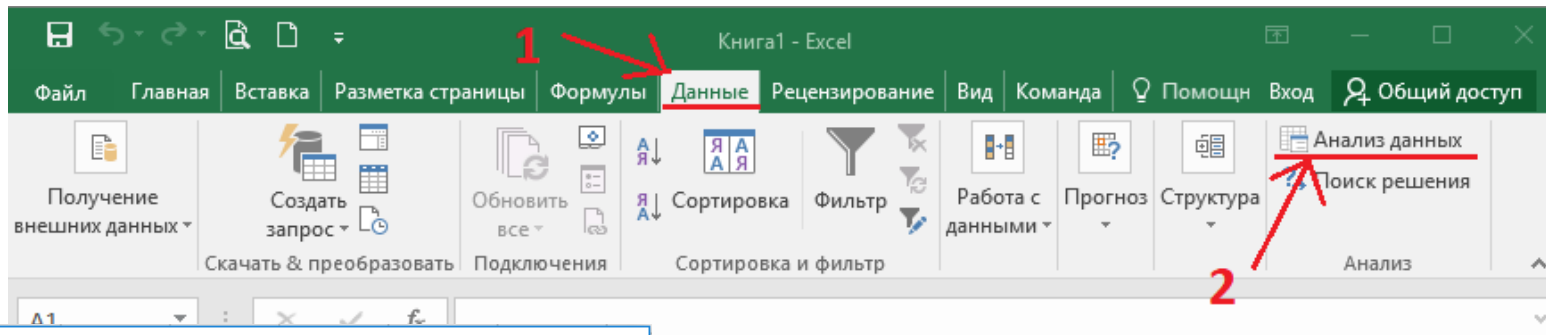 1
Книга1 - Excel
Файл Главная Вставка Разметка страницы Формулы Данные Рецензирование Вид Команда Помощн Вход Общий доступ
Получение внешних данных
Создать запрос
Обновить все
А Я
Я А
Я А
А Я
Сортировка
Фильтр
Работа с данными
Прогноз
Структура
Анализ данных
Поиск решения
Скачать & преобразовать Подключения Сортировка и фильтр Анализ
2
A1 fx